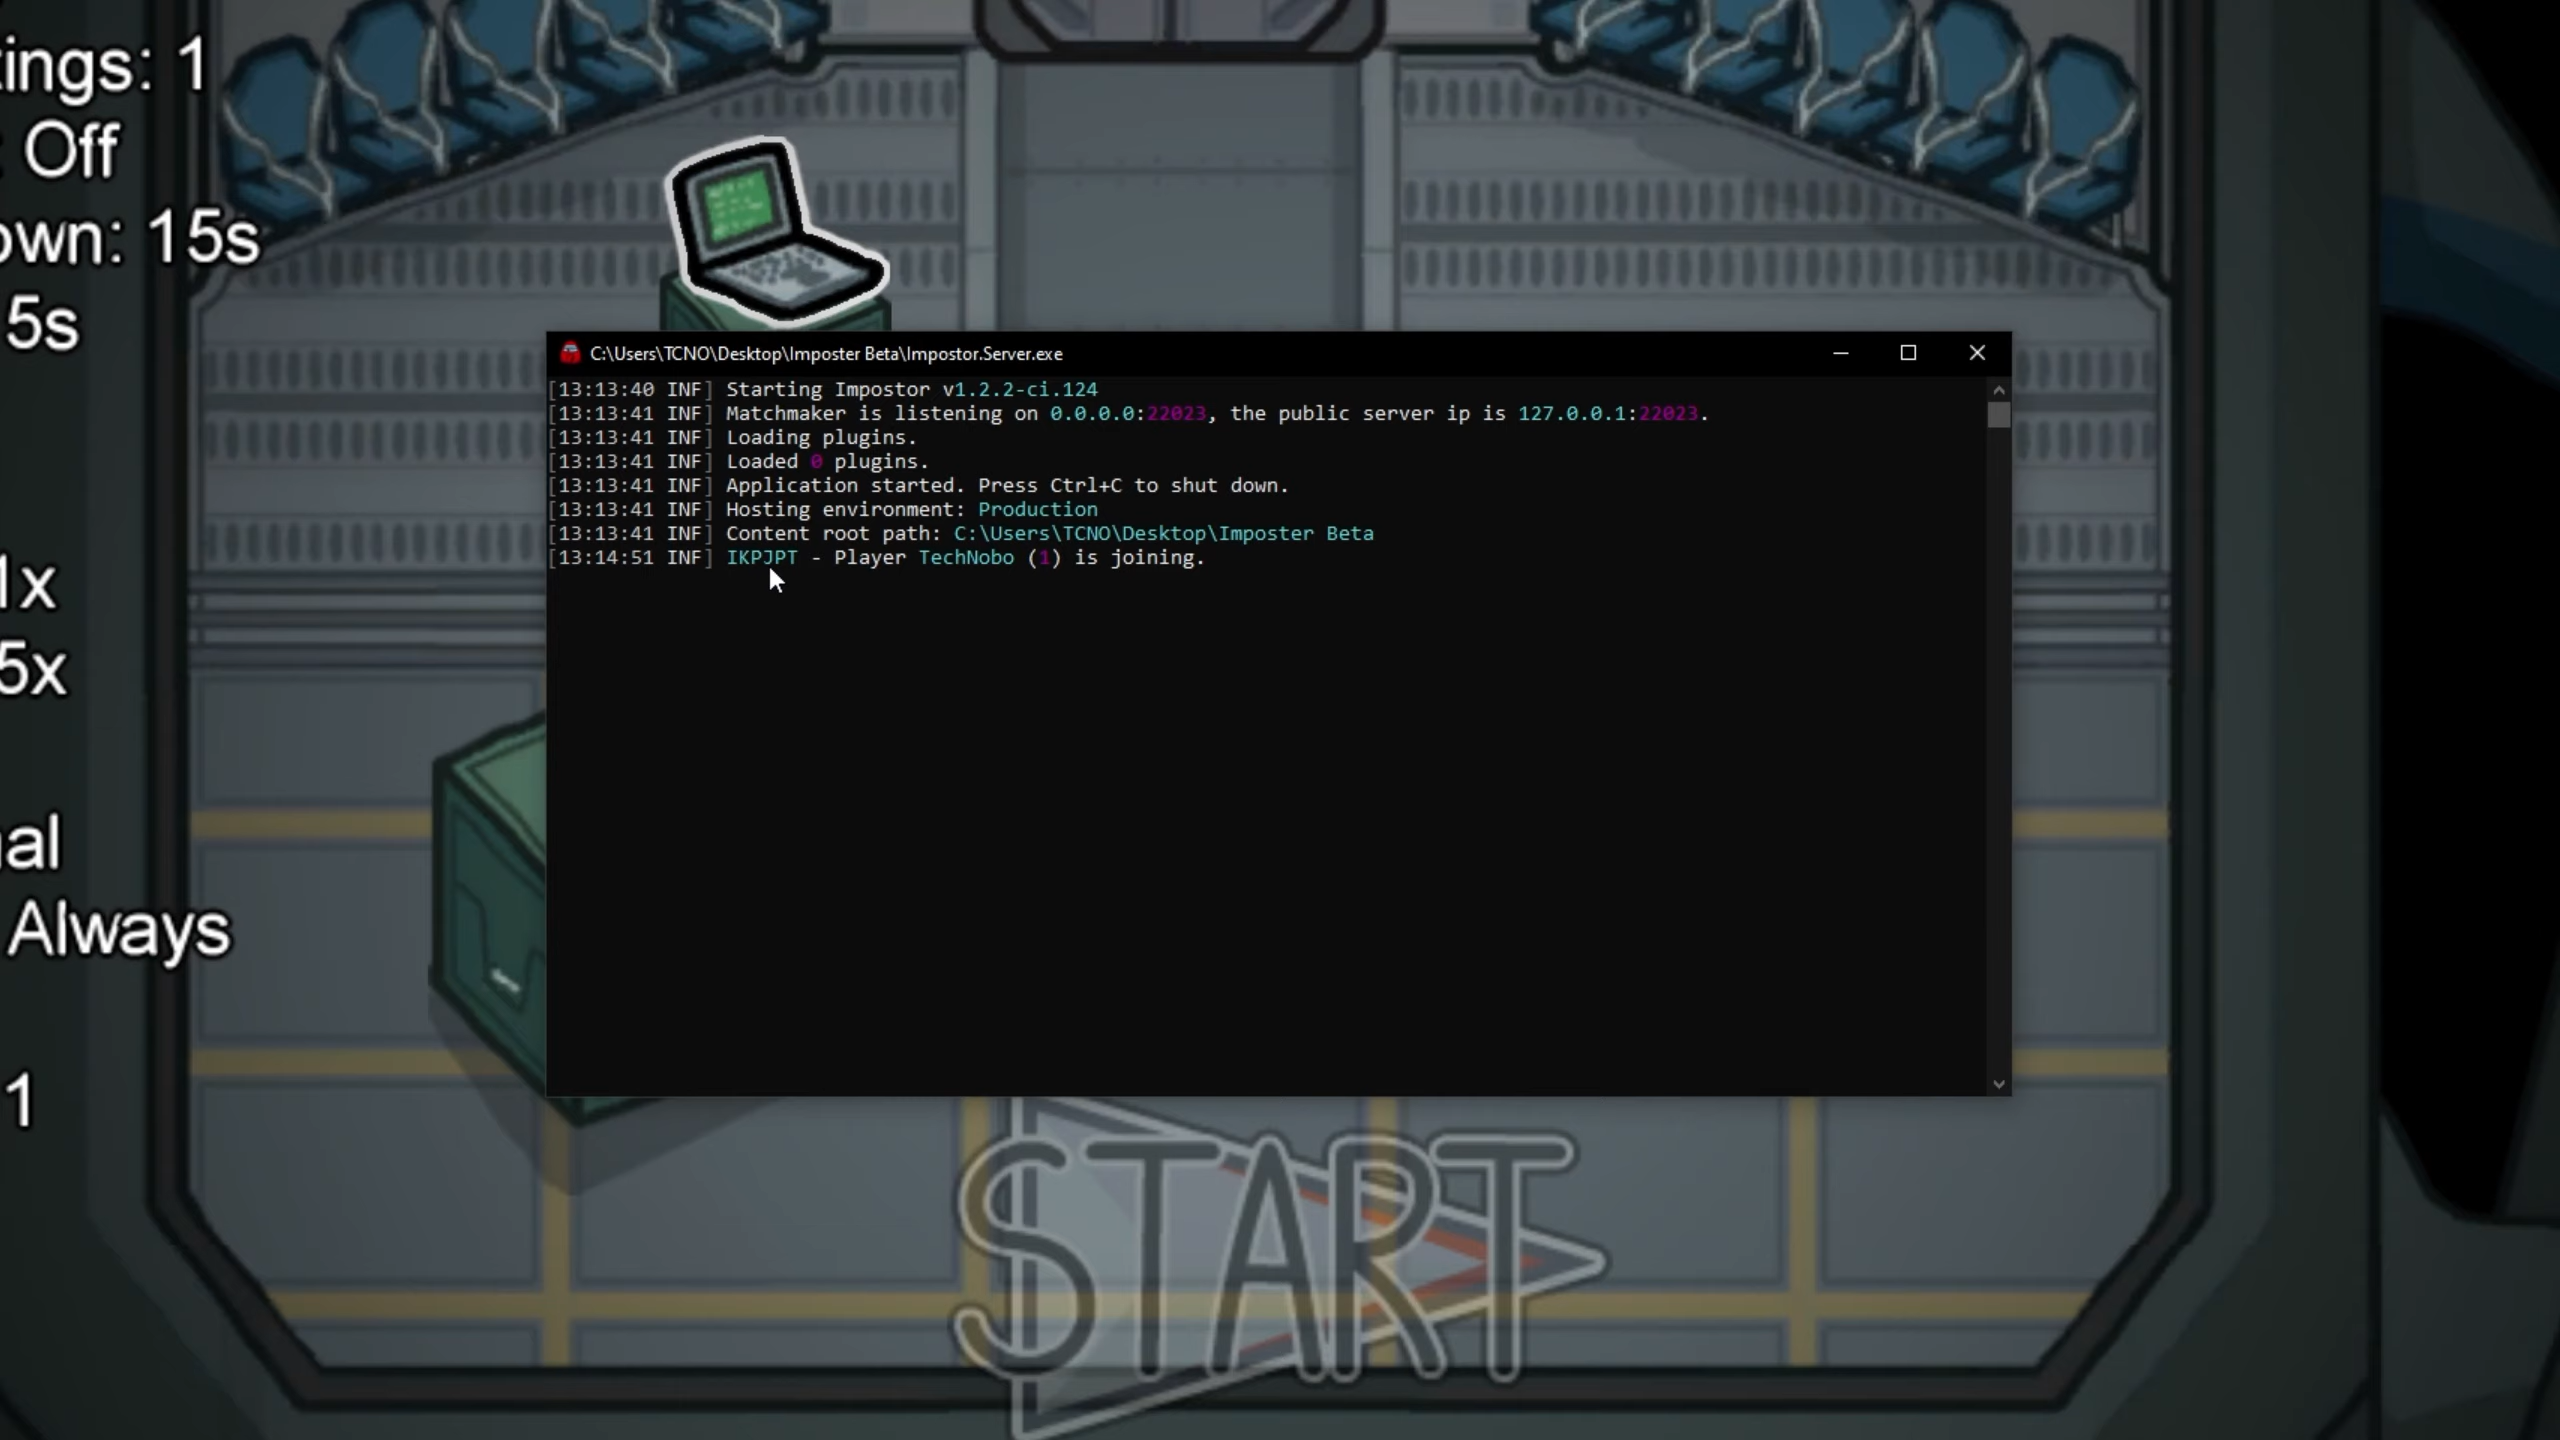 tings: 1
: Off
own: 15s
5s
1x
5x
nal
Always
1
C:\Users\TCNO\Desktop\Imposter Beta\Impostor.Server.exe
[13:13:40 INF] Starting Impostor v1.2.2-ci.124
[13:13:41 INF] Matchmaker is listening on 0.0.0.0:22023, the public server ip is 127.0.0.1:22023.
[13:13:41 INF] Loading plugins.
[13:13:41 INF] Loaded 0 plugins.
[13:13:41 INF] Application started. Press Ctrl+C to shut down.
[13:13:41 INF] Hosting environment: Production
[13:13:41 INF] Content root path: C:\Users\TCNO\Desktop\Imposter Beta
[13:14:51 INF] IKPJPT - Player TechNobo (1) is joining.
START